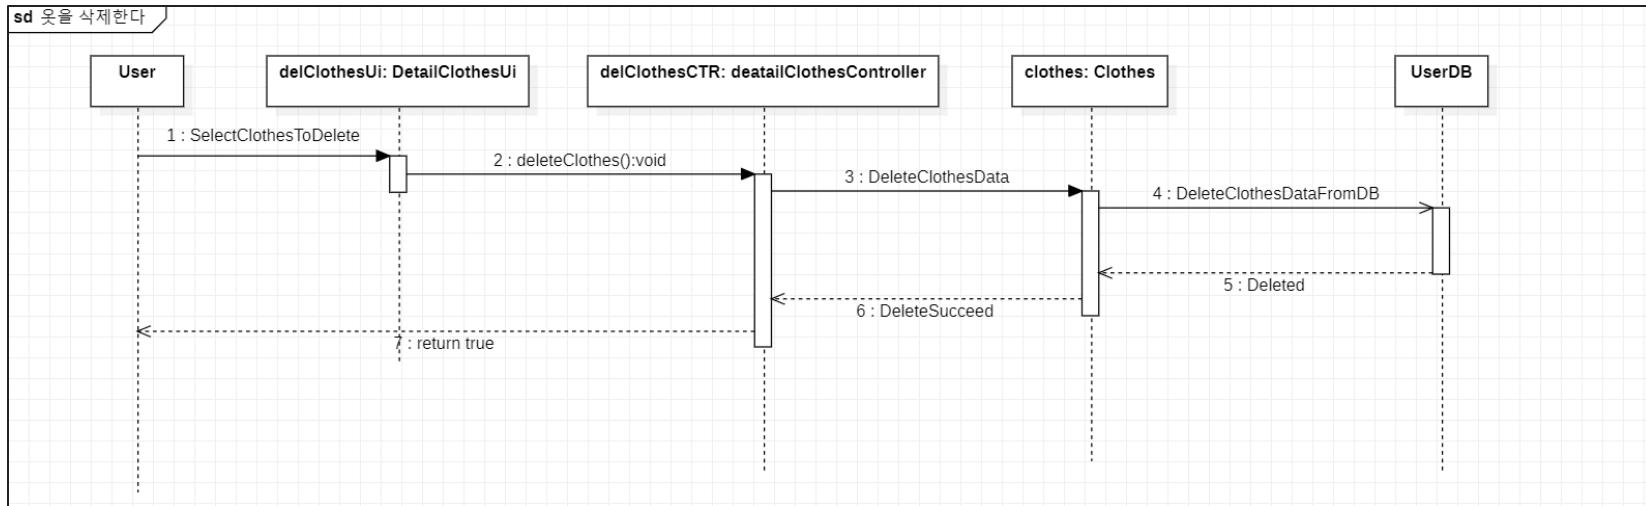 sd 옷을 삭제한다
User
delClothesUi: DetailClothesUi
delClothesCTR: deatailClothesController
clothes: Clothes
UserDB
1 : SelectClothesToDelete
2 : deleteClothes():void
3 : DeleteClothesData
4 : DeleteClothesDataFromDB
5 : Deleted
6 : DeleteSucceed
7 : return true